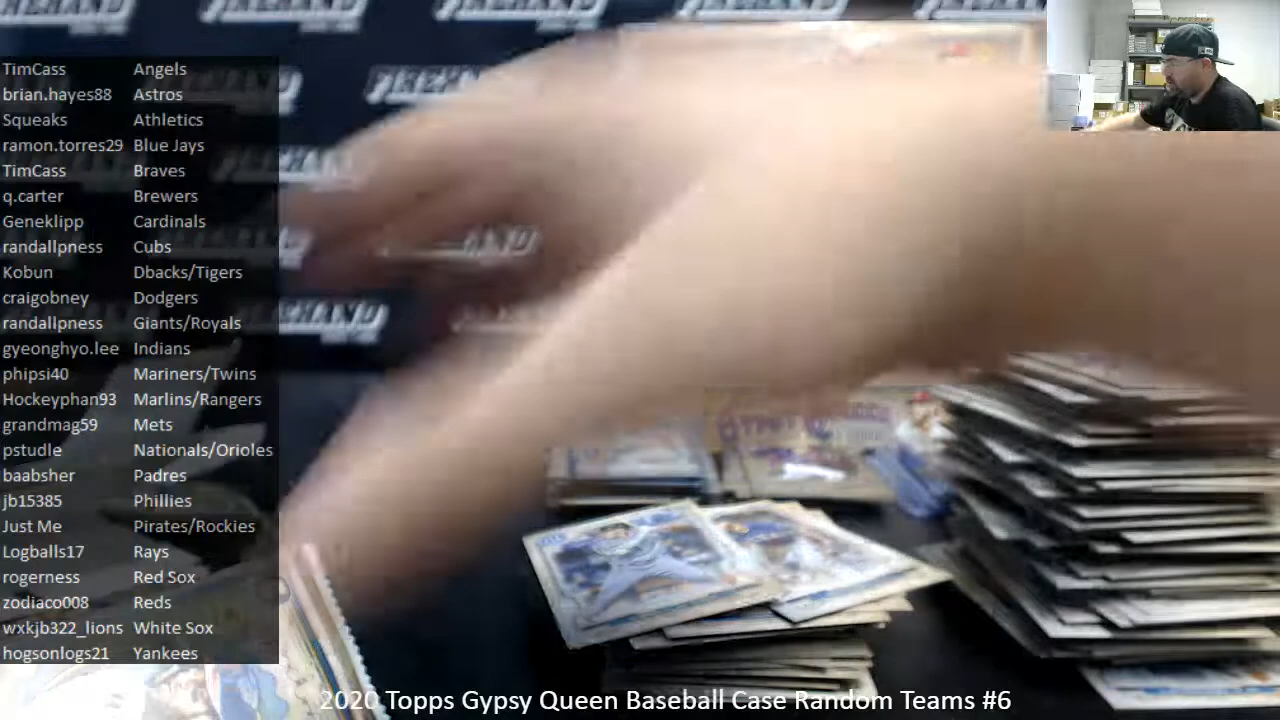 TimCass Angels
brian.hayes88 Astros
Squeaks Athletics
ramon.torres29 Blue Jays
TimCass Braves
q.carter Brewers
Geneklipp Cardinals
randallpness Cubs
Kobun Dbacks/Tigers
craigobney Dodgers
randallpness Giants/Royals
gyeonghyo.lee Indians
phipsi40 Mariners/Twins
Hockeyphan93 Marlins/Rangers
grandmag59 Mets
pstudle Nationals/Orioles
baabsher Padres
jb15385 Phillies
Just Me Pirates/Rockies
Logballs17 Rays
rogerness Red Sox
zodiaco008 Reds
wxkjb322_lions White Sox
hogsonlogs21 Yankees
GYPSY QUEEN
2020 Topps Gypsy Queen Baseball Case Random Teams #6